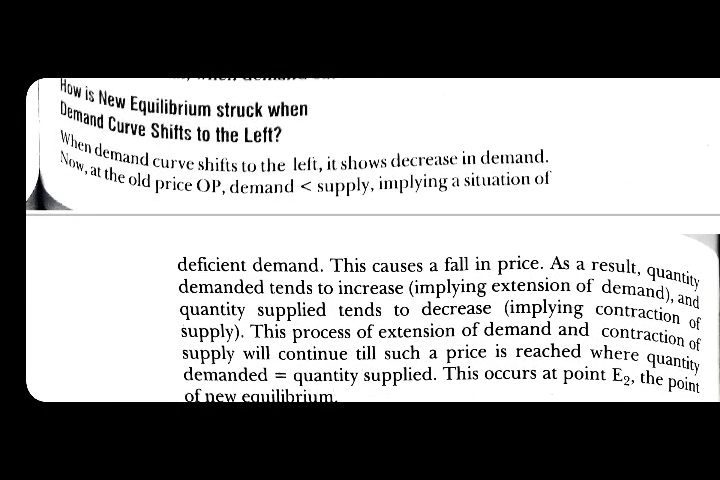 How is New Equilibrium struck when
Demand Curve Shifts to the Left?
When demand curve shifts to the left, it shows decrease in demand.
Now, at the old price OP, demand < supply, implying a situation of
deficient demand. This causes a fall in price. As a result, quantity
demanded tends to increase (implying extension of demand), and
quantity supplied tends to decrease (implying contraction of
supply). This process of extension of demand and contraction of
supply will continue till such a price is reached where quantity
demanded = quantity supplied. This occurs at point E₂, the point
of new equilibrium.